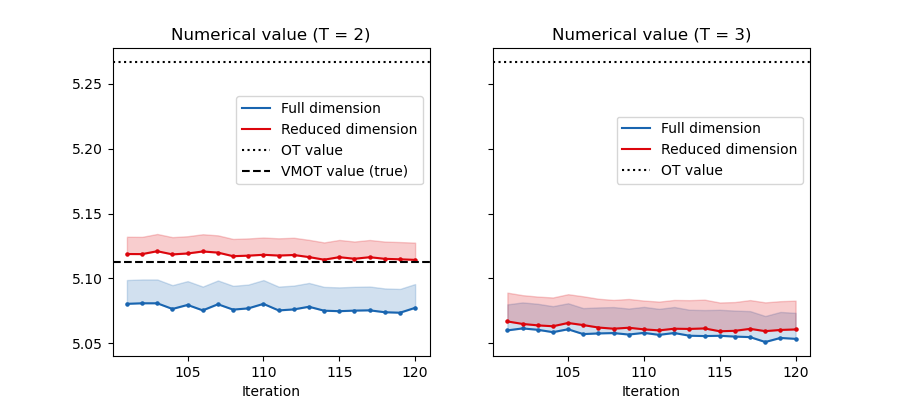 Numerical value (T = 2)
5.25
5.20
5.15
5.10
5.05
Full dimension
Reduced dimension
OT value
VMOT value (true)
105 110 115 120
Iteration
Numerical value (T = 3)
Full dimension
Reduced dimension
OT value
105 110 115 120
Iteration